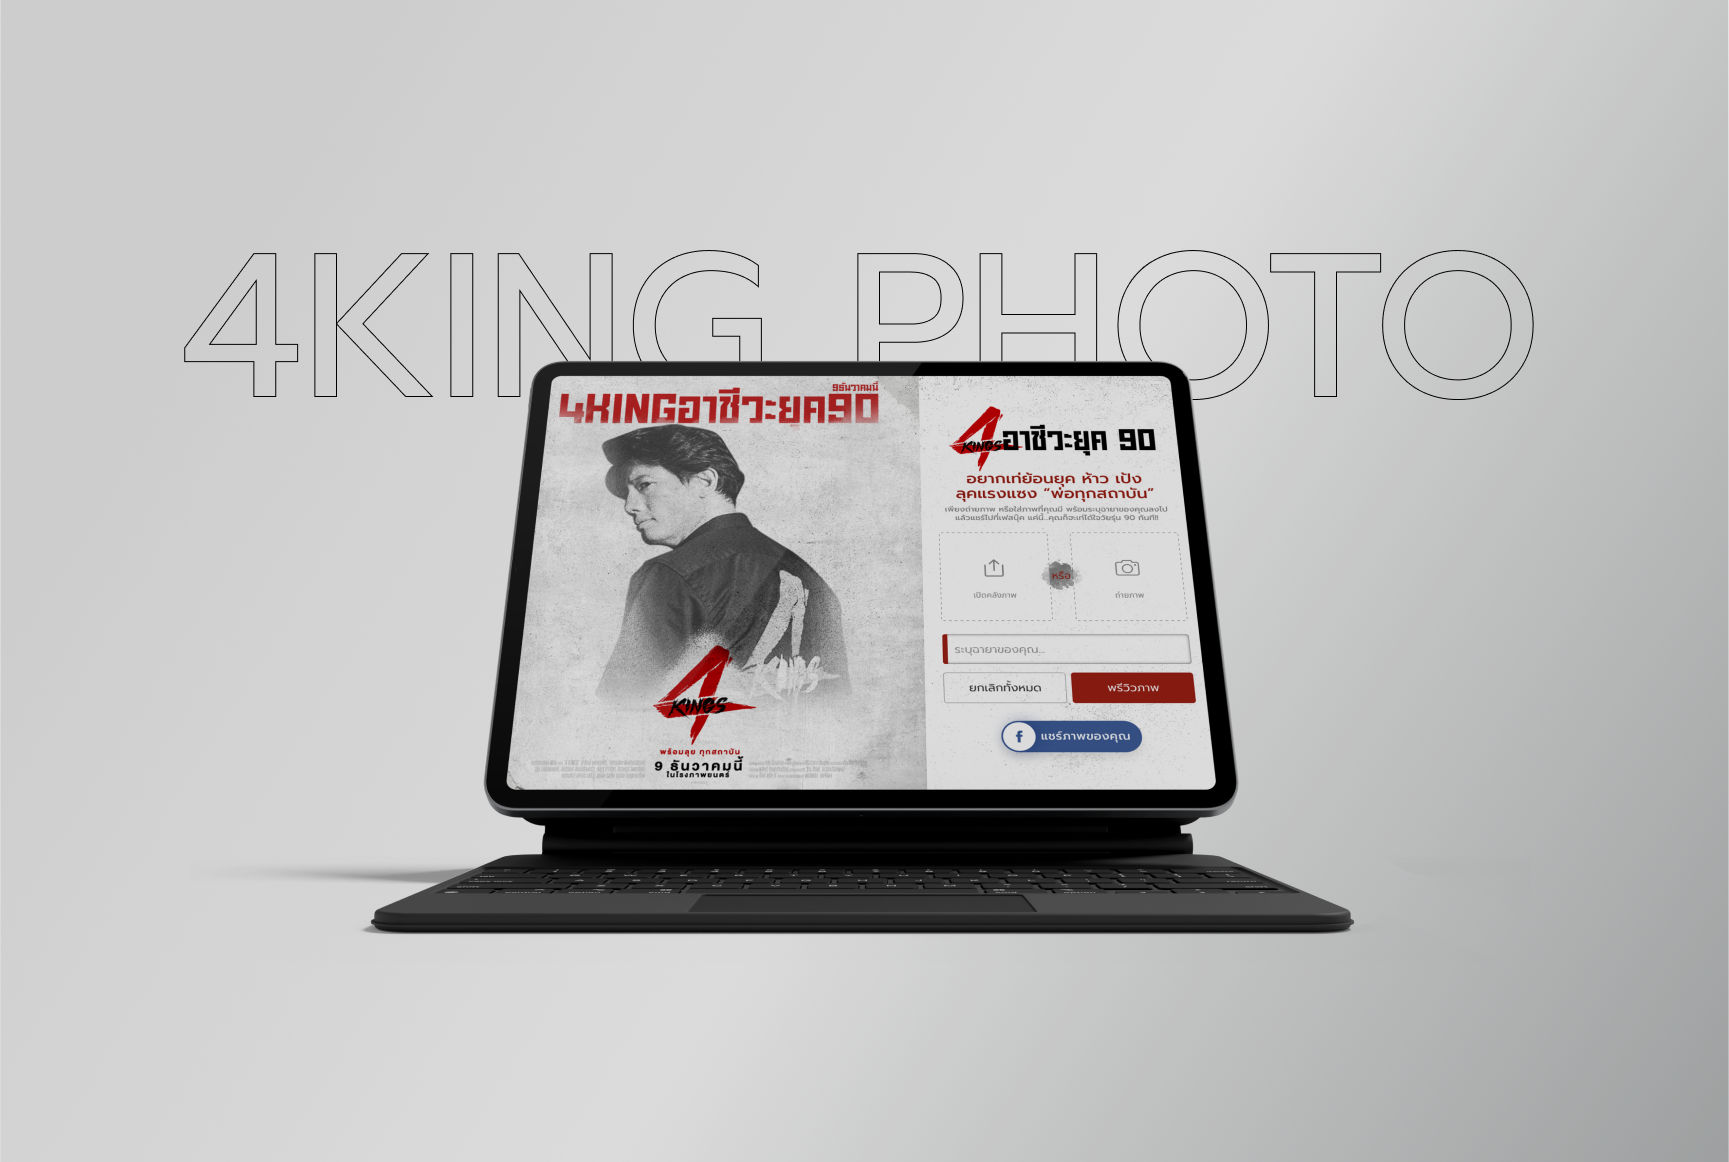 4KING PHOTO
9ธันวาคมนี้
4KINGอาชีวะยุค90
4
KINGS
4
KINGS
พร้อมลุย ทุกสถาบัน
9 ธันวาคมนี้
ในโรงภาพยนตร์
4
KINGS อาชีวะยุค 90
อยากเท่ย้อนยุค ห้าว เป้ง
ลุคแรงแซง “พ่อทุกสถาบัน”
เพียงถ่ายภาพ หรือใส่ภาพที่คุณมี พร้อมระบุฉายาของคุณลงไป
แล้วแชร์ไปที่เฟสบุ๊ค แค่นี้...คุณก็จะเท่ได้ใจวัยรุ่น 90 ทันที!!
เปิดคลังภาพ
หรือ
ถ่ายภาพ
ระบุฉายาของคุณ...
ยกเลิกทั้งหมด
พรีวิวภาพ
f แชร์ภาพของคุณ